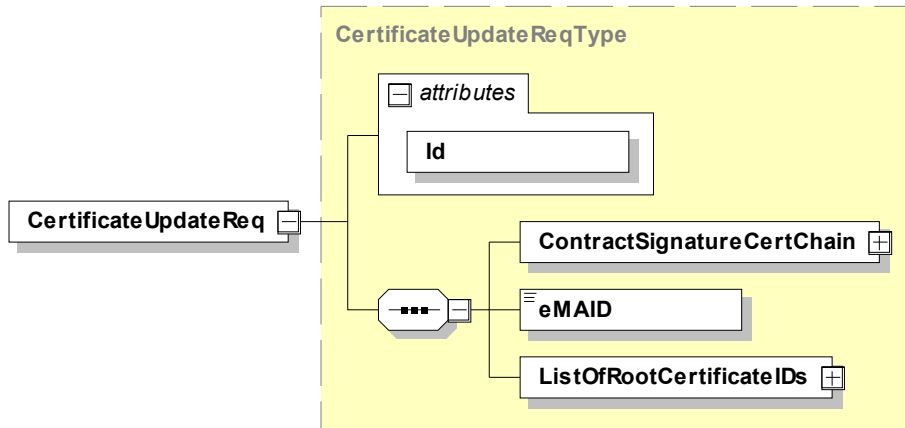 CertificateUpdateReqType
attributes
Id
CertificateUpdateReq
ContractSignatureCertChain
eMAID
ListOfRootCertificateIDs